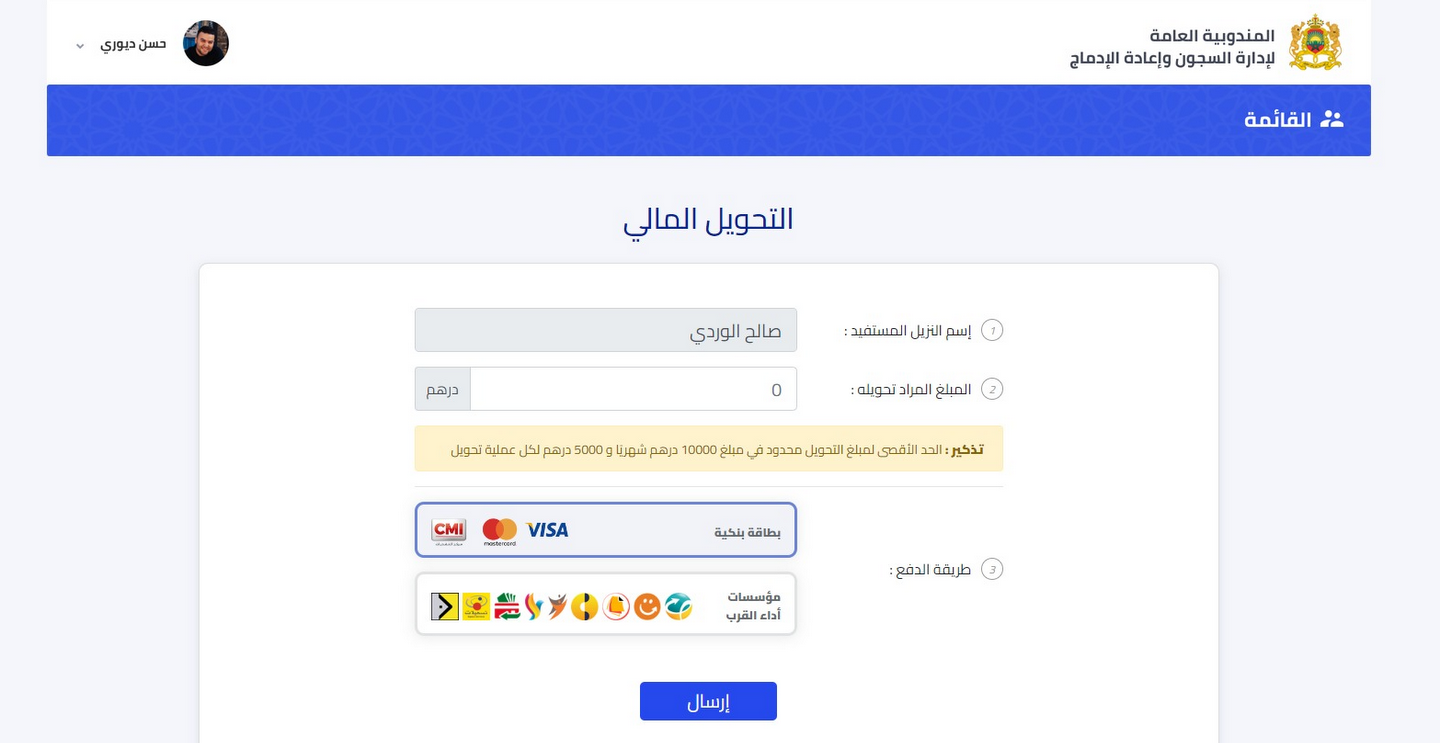 المندوبية العامة
لإدارة السجون وإعادة الإدماج
حسن ديوري
القائمة
التحويل المالي
1 إسم النزيل المستفيد :
صالح الوردي
2 المبلغ المراد تحويله :
0 درهم
تذكير : الحد الأقصى لمبلغ التحويل محدود في مبلغ 10000 درهم شهريًا و 5000 درهم لكل عملية تحويل
3 طريقة الدفع :
بطاقة بنكية VISA mastercard CMI
مؤسسات
أداء القرب
إرسال